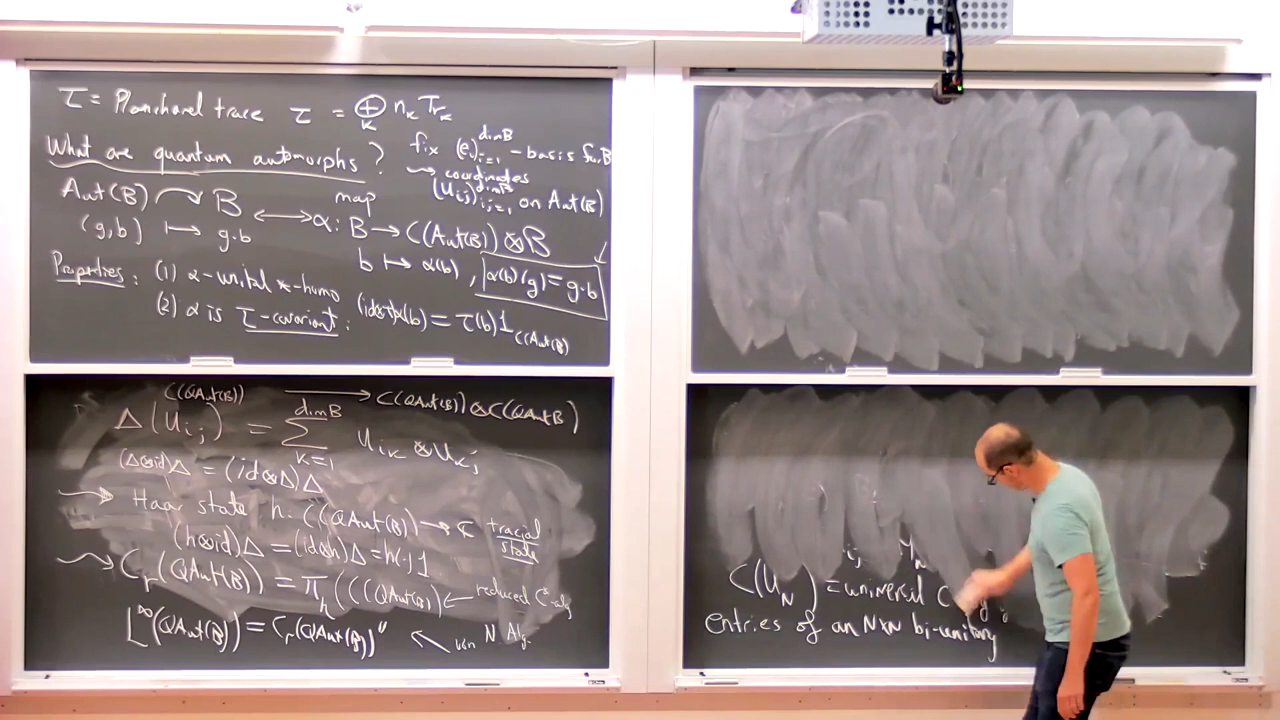 τ = Plancharel trace τ = ⊕_k n_k Tr_k
What are quantum automorphs ?
fix (e_i)_{i=1}^{dim B} - basis for B
⇝ coordinates
(u_ij)_{i,j=1}^{dim B} on Aut(B)
Aut(B) ↷ B
(g,b) ↦ g·b
map
⟷ α: B → C(Aut(B)) ⊗ B
b ↦ α(b) , α(b)(g) = g·b
Properties: (1) α - unital *-homo
(2) α is τ-covariant : (id⊗τ)α(b) = τ(b)1_{C(Aut(B))}
C(QAut(B)) → C(QAut(B)) ⊗ C(QAut B)
Δ(u_ij) = Σ_{k=1}^{dim B} u_ik ⊗ u_kj
(Δ⊗id)Δ = (id⊗Δ)Δ
⇝ Haar state h: C(QAut(B)) → ℂ tracial state
(h⊗id)Δ = (id⊗h)Δ = h(·)1
⇝ C_r(QAut(B)) = π_h(C(QAut(B)) ← reduced C*-alg
L^∞(QAut(B)) = C_r(QAut(B))'' ← von N Alg.
C(U_N) = universal C
entries of an N×N bi-unitary